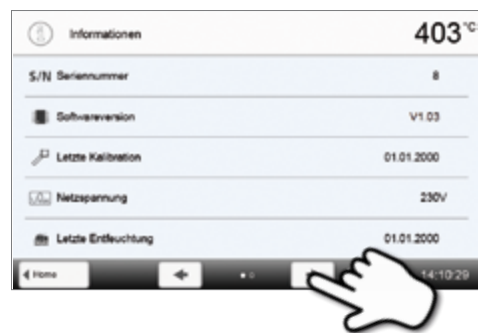 Informationen 403 °C
S/N Seriennummer 8
Softwareversion V1.03
Letzte Kalibration 01.01.2000
Netzspannung 230V
Letzte Entfeuchtung 01.01.2000
Home 14:10:29